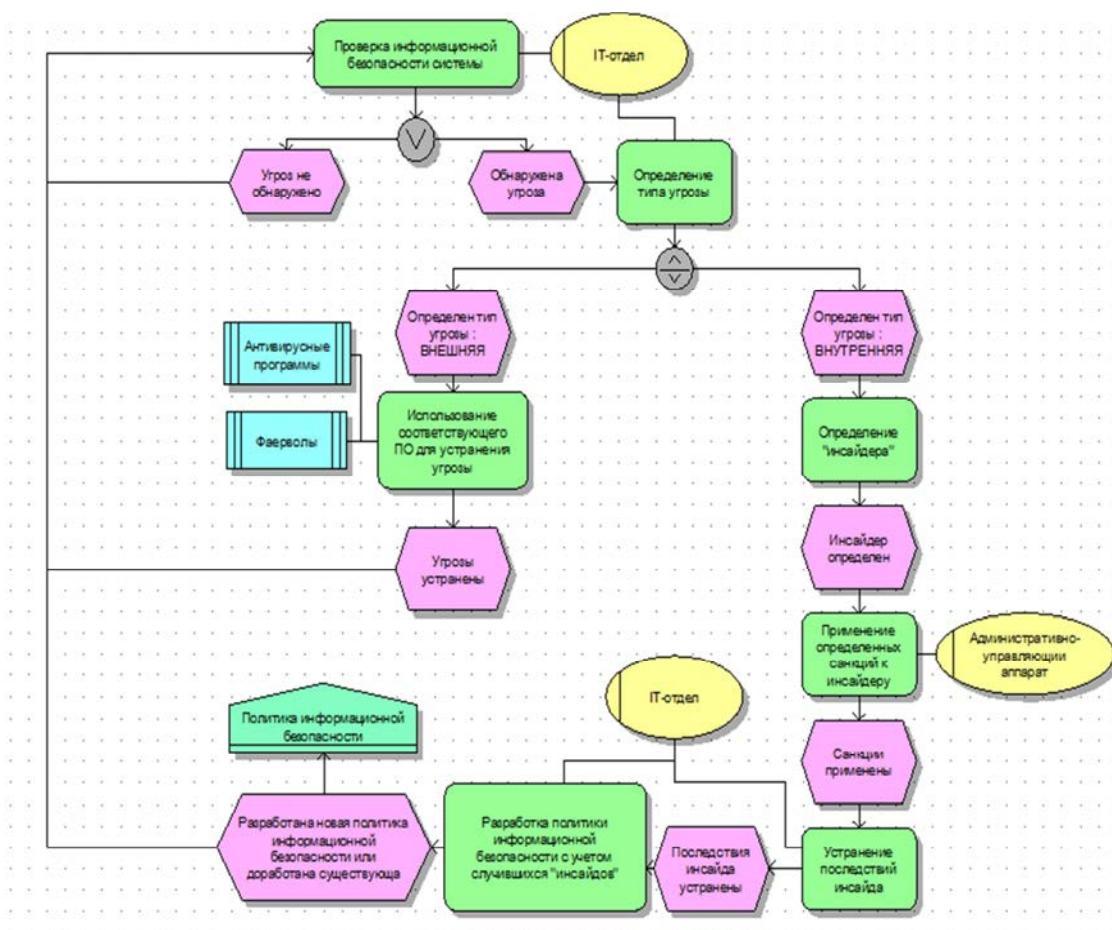 Проверка информационной
безопасности системы
IT-отдел
Угроз не
обнаружено
Обнаружена
угроза
Определение
типа угрозы
Определен тип
угрозы :
ВНЕШНЯЯ
Определен тип
угрозы :
ВНУТРЕННЯЯ
Антивирусные
программы
Фаерволы
Использование
соответствующего
ПО для устранения
угрозы
Определение
"инсайдера"
Угрозы
устранены
Инсайдер
определен
Применение
определенных
санкций к
инсайдеру
Административно-
управляющии
аппарат
IT-отдел
Политика информационной
безопасности
Санкции
применены
Разработана новая политика
информационной
безопасности или
доработана существующа
Разработка политики
информационной
безопасности с учетом
случившихся "инсайдов"
Последствия
инсайда
устранены
Устранение
последствий
инсайда